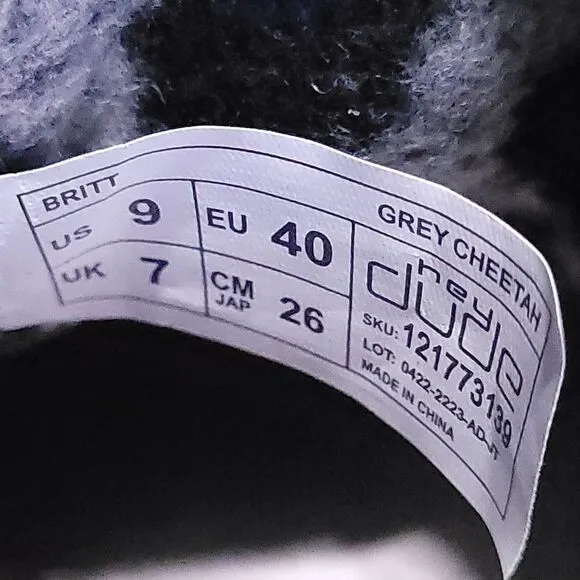 BRITT GREY CHEETAH
US 9 EU 40
UK 7 CM JAP 26
hey dude
SKU: 121773139
LOT: 0422-2223-AD-JT
MADE IN CHINA